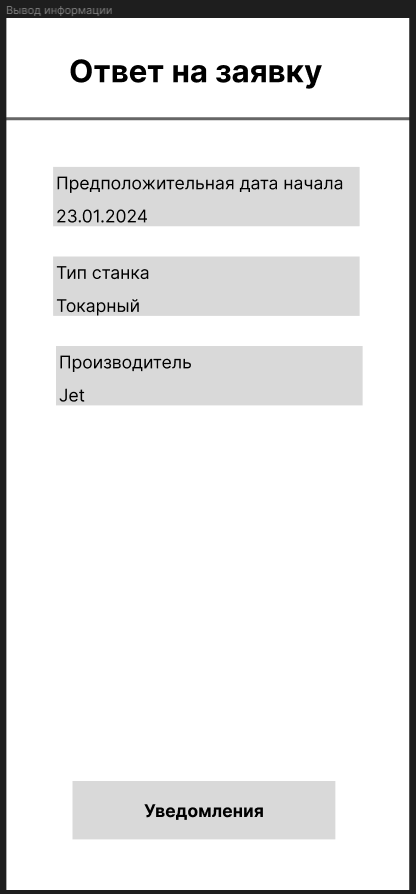 Вывод информации
Ответ на заявку
Предположительная дата начала
23.01.2024
Тип станка
Токарный
Производитель
Jet
Уведомления